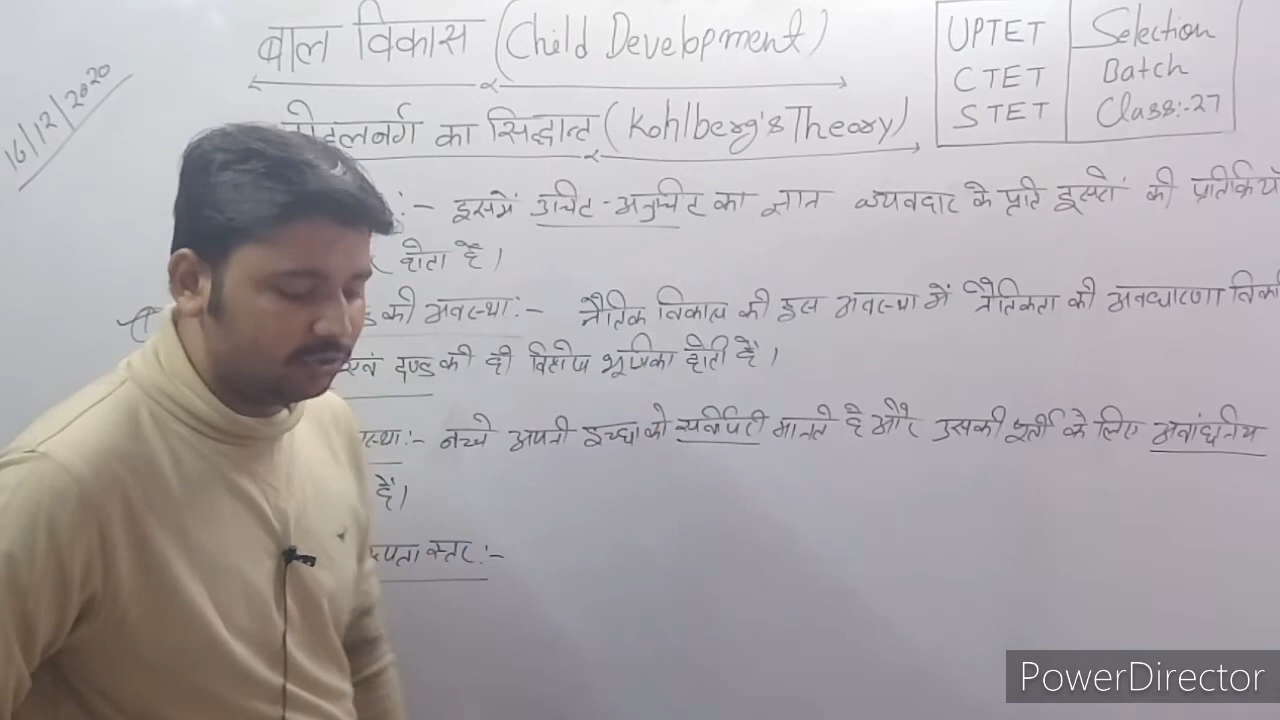 16/12/2020
बाल विकास (Child Development)
UPTET
CTET
STET
Selection
Batch
Class:-27
कोहलबर्ग का सिद्धान्त (Kohlberg's Theory)
:- इसमें उचित-अनुचित का ज्ञान व्यवहार के प्रति दूसरों की
होता है।
की अवस्था:- नैतिक विकास की इस अवस्था में नैतिकता की अवधारणा
एवं दण्ड की ही विशेष भूमिका होती है।
:- बच्चे अपनी इच्छा को सर्वोपरि मानते है और उसकी पूर्ती के लिए अवांछनीय
हैं।
स्तर:-
PowerDirector